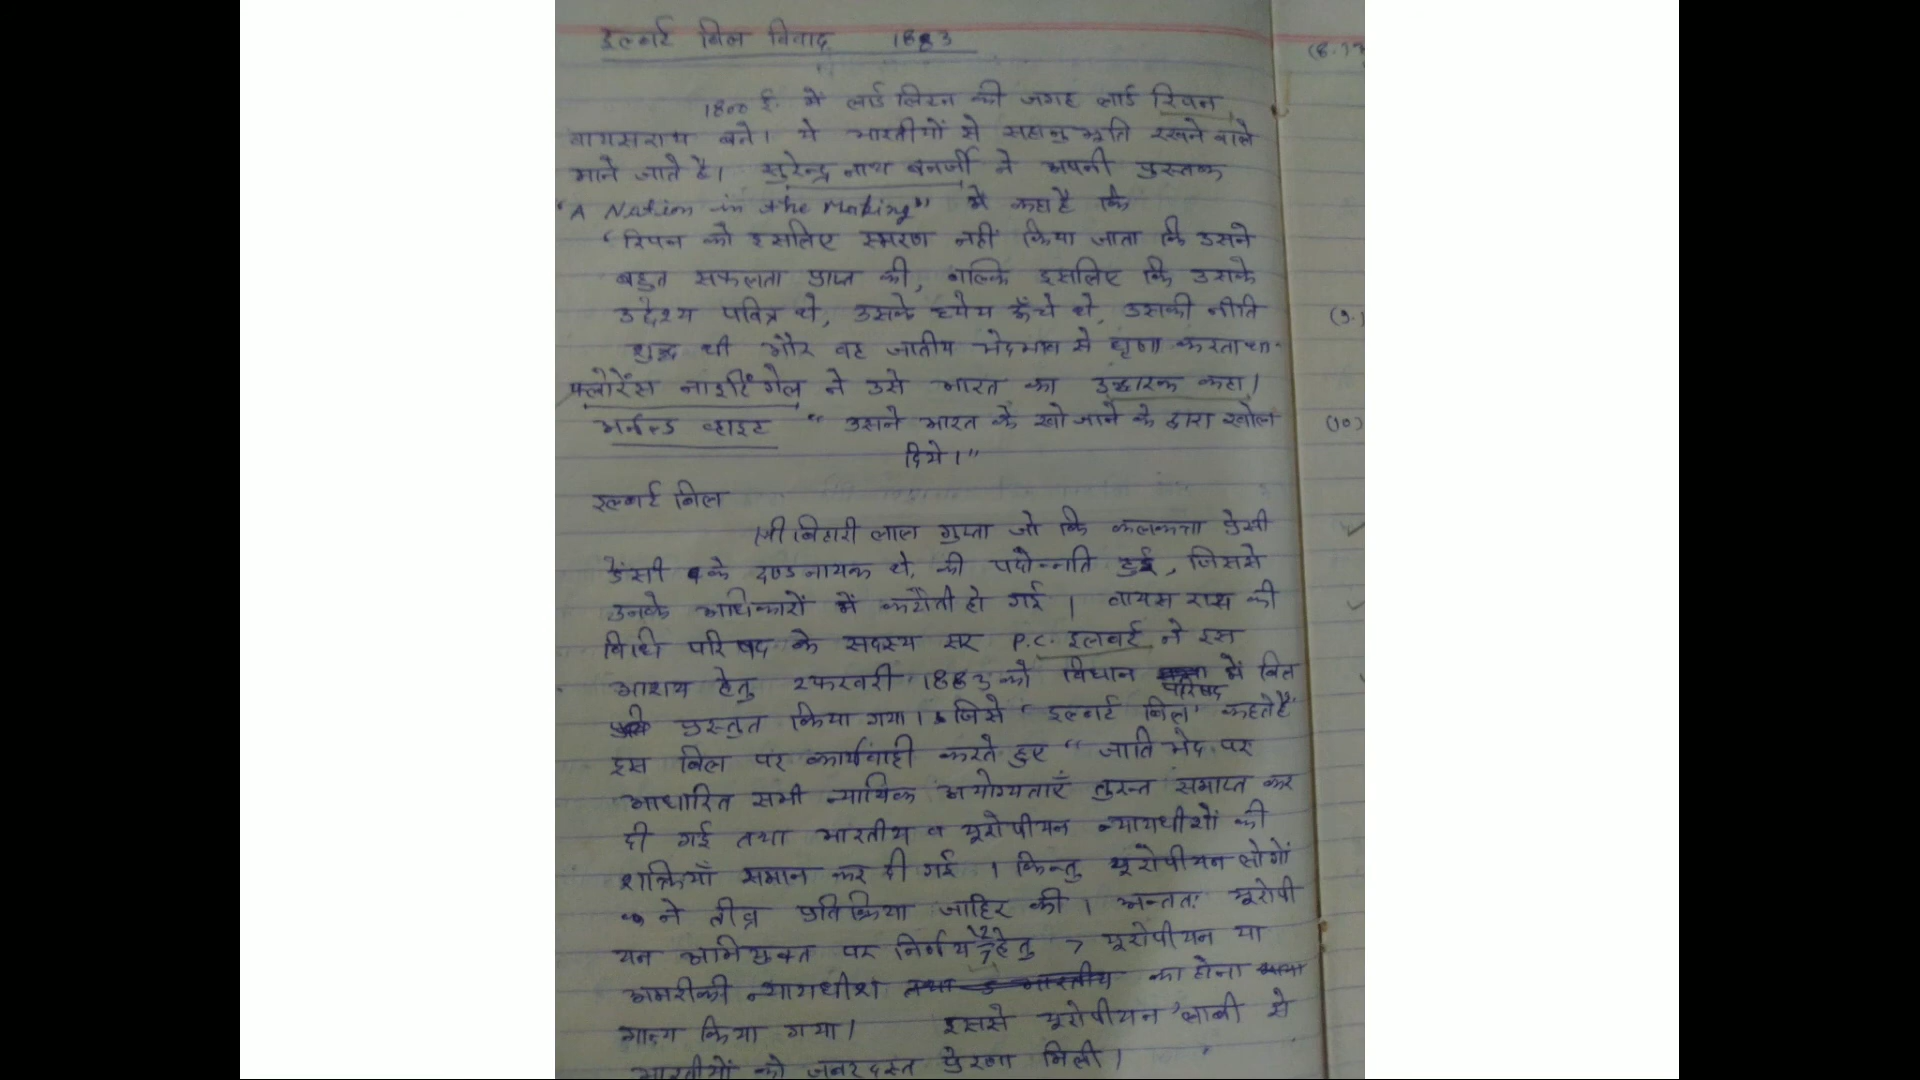 इल्बर्ट बिल विवाद 1883
(8.)
1800 ई. में लार्ड लिटन की जगह लार्ड रिपन
वायसराय बने। ये भारतीयों से सहानुभूति रखने वाले
माने जाते है। सुरेन्द्र नाथ बनर्जी ने अपनी पुस्तक
"A Nation in the Making" में कहा है कि
"रिपन को इसलिए स्मरण नहीं किया जाता कि उसने
बहुत सफलता प्राप्त की, बल्कि इसलिए कि उसके
उद्देश्य पवित्र थे, उसके ध्येय ऊँचे थे, उसकी नीति
(9.)
शुद्ध थी और वह जातीय भेदभाव से घृणा करता था।
फ्लोरेंस नाइटिंगेल ने उसे भारत का उद्धारक कहा।
अर्नाल्ड व्हाइट " उसने भारत के खो जाने के द्वारा खोल
(10)
दिये।"
इल्बर्ट बिल
श्री बिहारी लाल गुप्ता जो कि कलकत्ता प्रेसी
डेंसी के दण्डनायक थे, की पदोन्नति हुई, जिससे
उनके अधिकारों में कटौती हो गई। वायसराय की
विधि परिषद के सदस्य सर P.C. इलबर्ट ने इस
आशय हेतु 2 फरवरी 1883 को विधान परिषद में बिल
प्रस्तुत किया गया। जिसे 'इल्बर्ट बिल' कहते हैं
इस बिल पर कार्यवाही करते हुए "जाति भेद पर
आधारित सभी न्यायिक अयोग्यताएँ तुरन्त समाप्त कर
दी गई तथा भारतीय व यूरोपीयन न्यायधीशों की
शक्तियाँ समान कर दी गई। किन्तु यूरोपीयन लोगों
ने तीव्र प्रतिक्रिया जाहिर की। अन्ततः यूरोपी
यन अभियुक्त पर निर्णय हेतु 7 यूरोपीयन या
अमरीकी न्यायधीश का होना
मान्य किया गया। इससे यूरोपीयन लाबी से
भारतीयों को जबरदस्त प्रेरणा मिली।